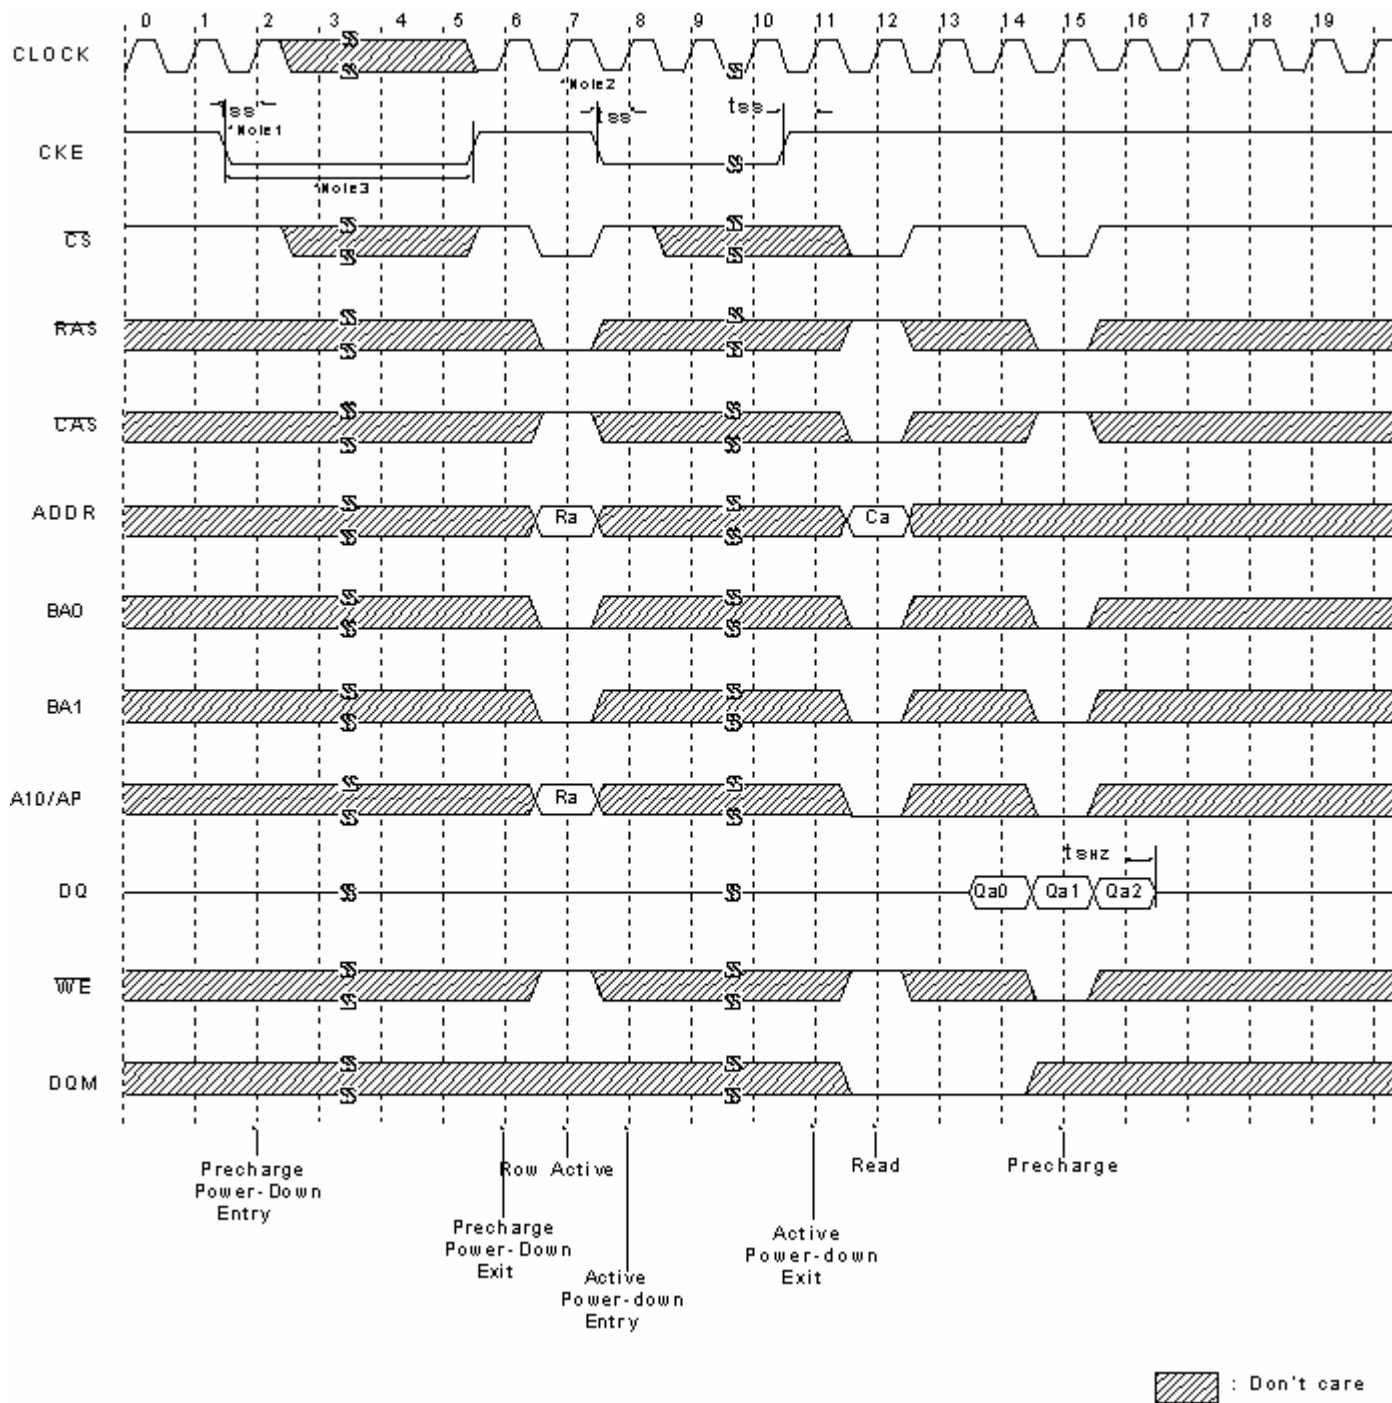 0 1 2 3 4 5 6 7 8 9 10 11 12 13 14 15 16 17 18 19
CLOCK
*Note2
tSS tSS tSS
*Note1
CKE
*Note3
CS
RAS
CAS
ADDR Ra Ca
BA0
BA1
A10/AP Ra
tSHZ
DQ Qa0 Qa1 Qa2
WE
DQM
Precharge
Power-Down
Entry
Row Active
Read
Precharge
Precharge
Power-Down
Exit
Active
Power-down
Exit
Active
Power-down
Entry
: Don't care